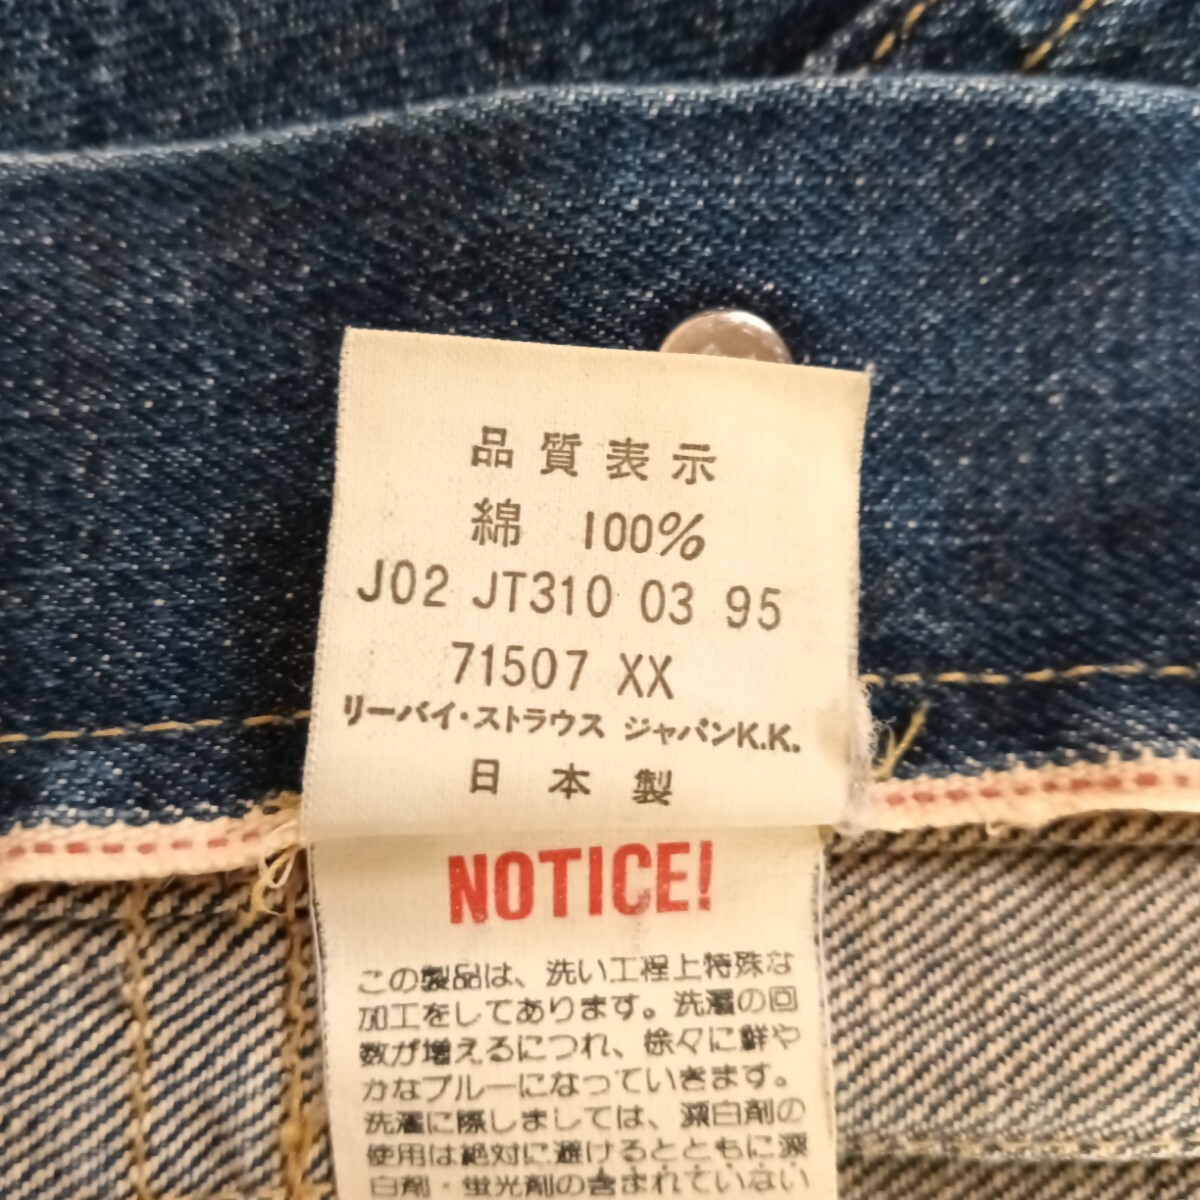 品質表示
綿 100%
J02 JT310 03 95
71507 XX
リーバイ・ストラウス ジャパンK.K.
日本製
NOTICE!
この製品は、洗い工程上特殊な
加工をしてあります。洗濯の回
数が増えるにつれ、徐々に鮮や
かなブルーになっていきます。
洗濯に際しましては、漂白剤の
使用は絶対に避けるとともに漂
白剤・蛍光剤の含まれていない